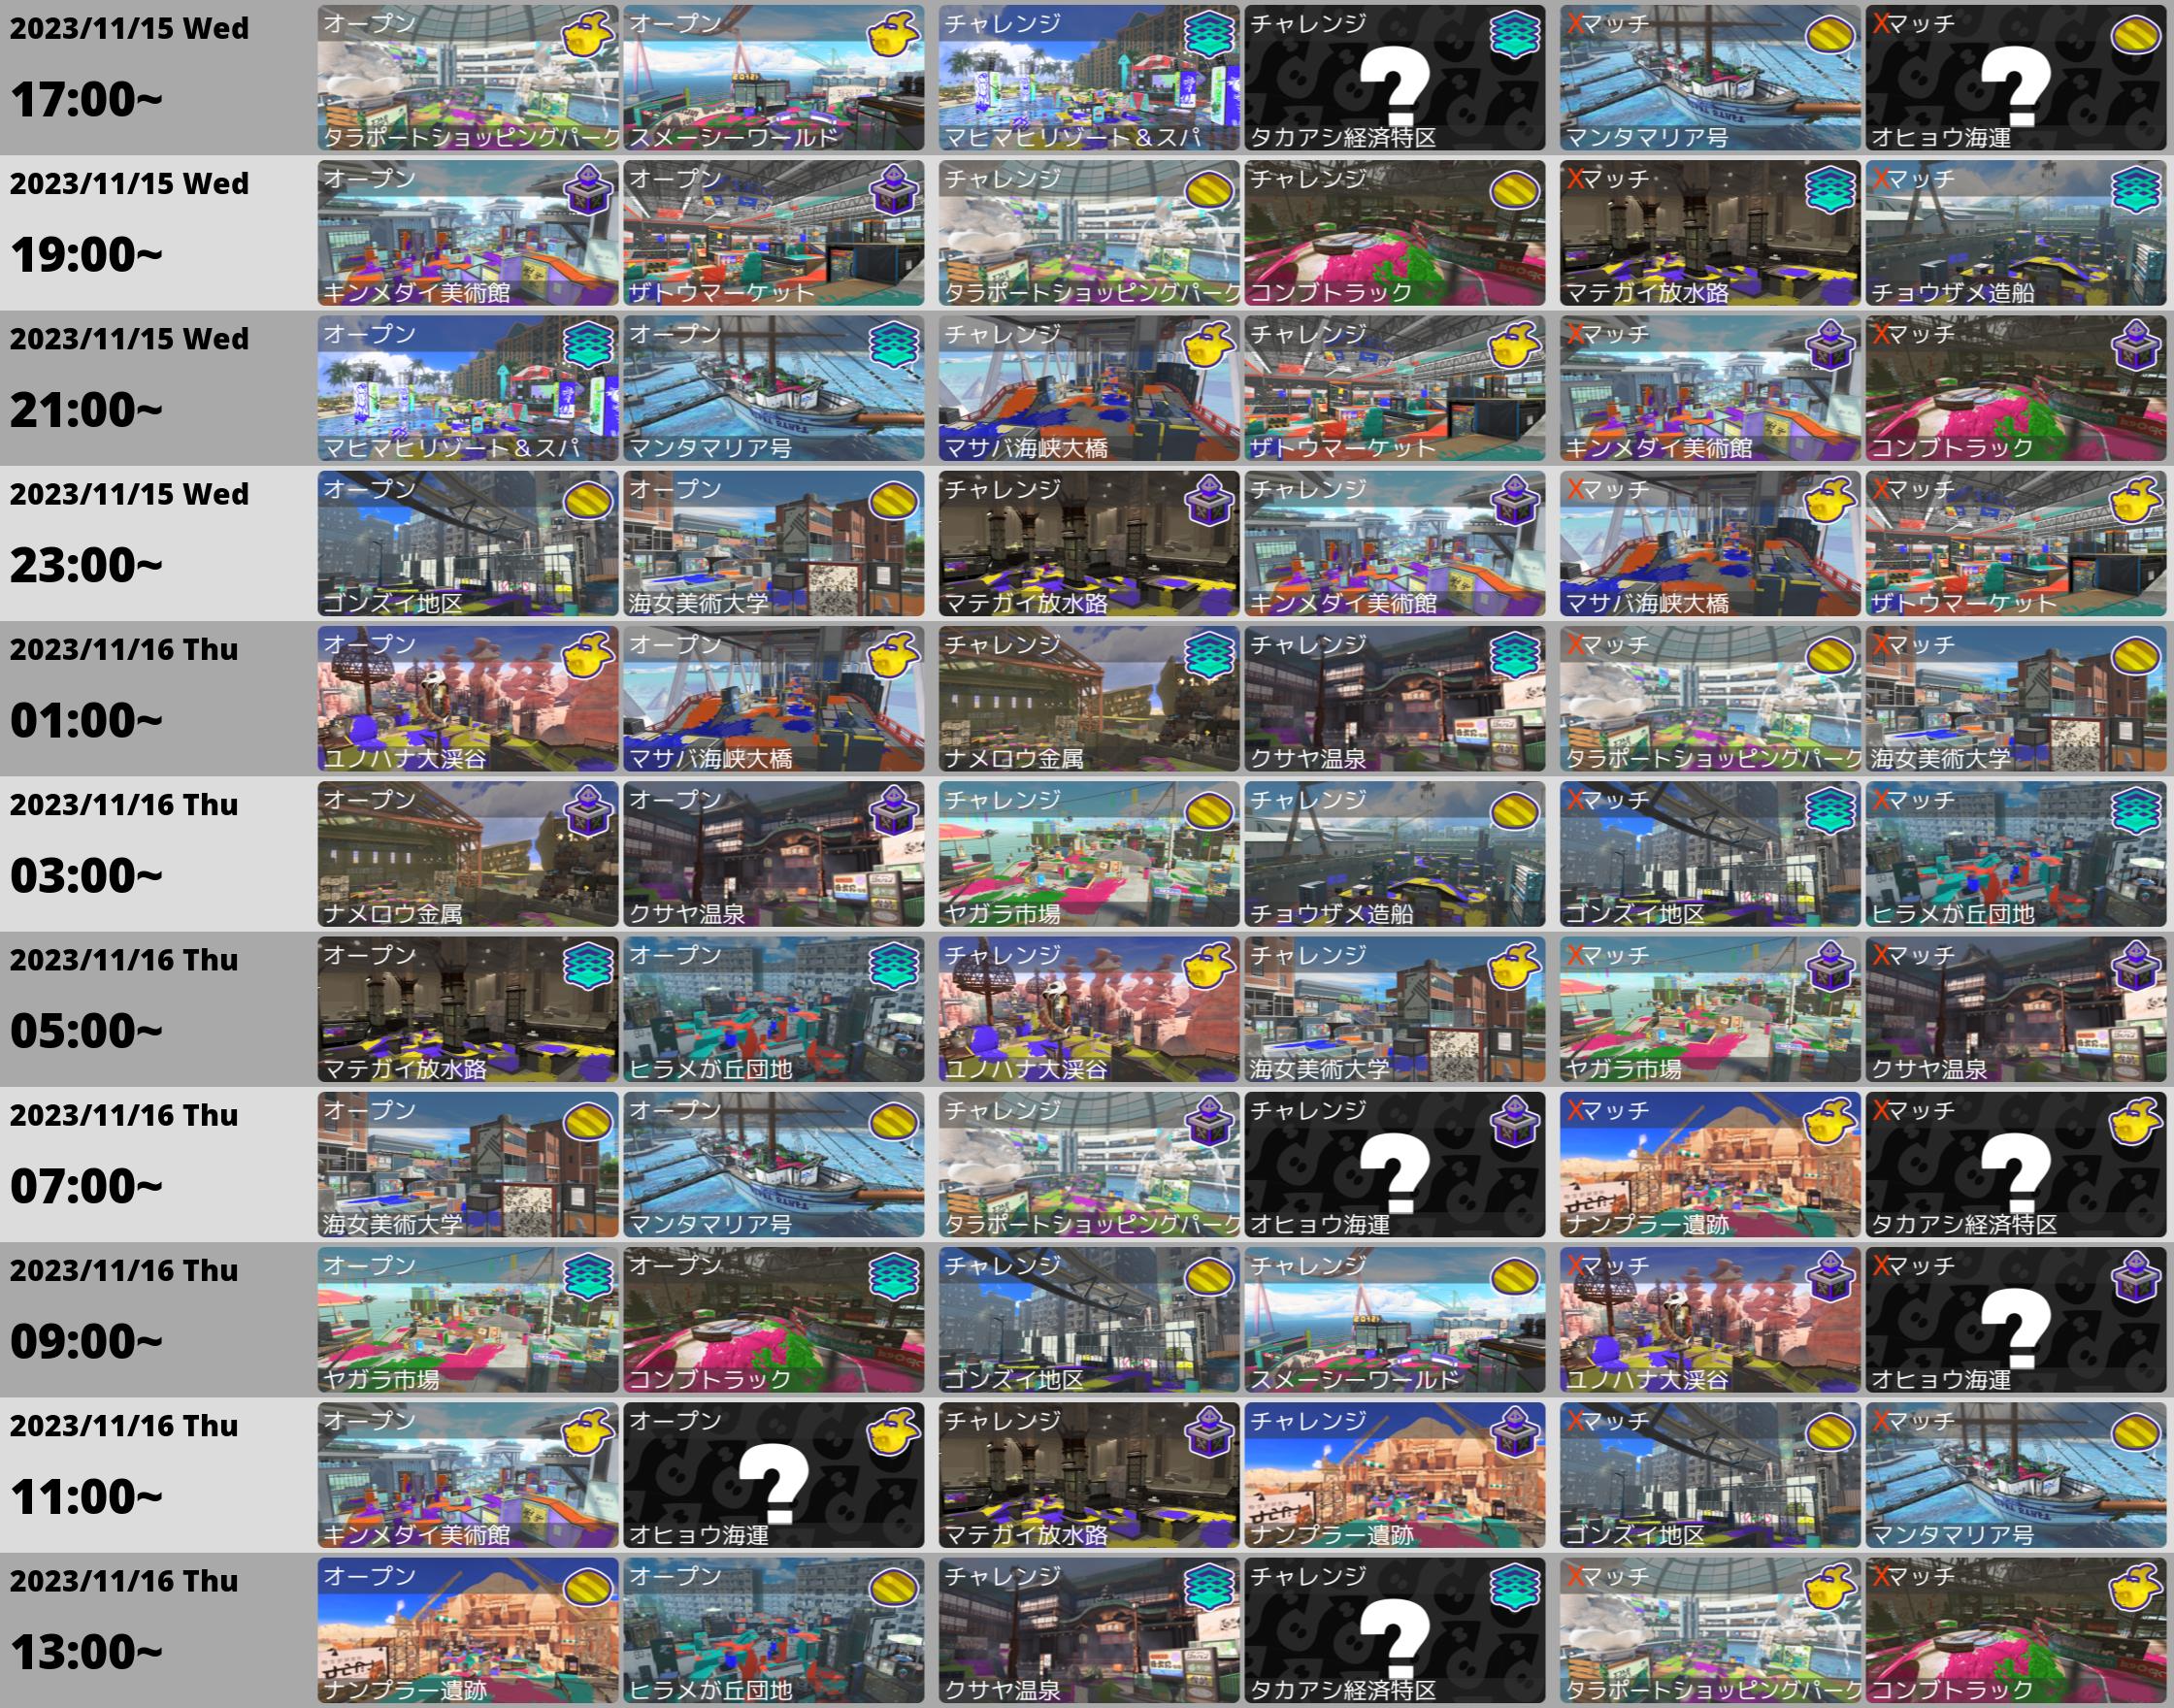 2023/11/15 Wed
17:00~
オープン
タラポートショッピングパーク
オープン
スメーシーワールド
チャレンジ
マヒマヒリゾート＆スパ
チャレンジ
?
タカアシ経済特区
Xマッチ
マンタマリア号
Xマッチ
?
オヒョウ海運
2023/11/15 Wed
19:00~
オープン
キンメダイ美術館
オープン
ザトウマーケット
チャレンジ
タラポートショッピングパーク
チャレンジ
コンブトラック
Xマッチ
マテガイ放水路
Xマッチ
チョウザメ造船
2023/11/15 Wed
21:00~
オープン
マヒマヒリゾート＆スパ
オープン
マンタマリア号
チャレンジ
マサバ海峡大橋
チャレンジ
ザトウマーケット
Xマッチ
キンメダイ美術館
Xマッチ
コンブトラック
2023/11/15 Wed
23:00~
オープン
ゴンズイ地区
オープン
海女美術大学
チャレンジ
マテガイ放水路
チャレンジ
キンメダイ美術館
Xマッチ
マサバ海峡大橋
Xマッチ
ザトウマーケット
2023/11/16 Thu
01:00~
オープン
ユノハナ大渓谷
オープン
マサバ海峡大橋
チャレンジ
ナメロウ金属
チャレンジ
クサヤ温泉
Xマッチ
タラポートショッピングパーク
Xマッチ
海女美術大学
2023/11/16 Thu
03:00~
オープン
ナメロウ金属
オープン
クサヤ温泉
チャレンジ
ヤガラ市場
チャレンジ
チョウザメ造船
Xマッチ
ゴンズイ地区
Xマッチ
ヒラメが丘団地
2023/11/16 Thu
05:00~
オープン
マテガイ放水路
オープン
ヒラメが丘団地
チャレンジ
ユノハナ大渓谷
チャレンジ
海女美術大学
Xマッチ
ヤガラ市場
Xマッチ
クサヤ温泉
2023/11/16 Thu
07:00~
オープン
海女美術大学
オープン
マンタマリア号
チャレンジ
タラポートショッピングパーク
チャレンジ
?
オヒョウ海運
Xマッチ
ナンプラー遺跡
Xマッチ
?
タカアシ経済特区
2023/11/16 Thu
09:00~
オープン
ヤガラ市場
オープン
コンブトラック
チャレンジ
ゴンズイ地区
チャレンジ
スメーシーワールド
Xマッチ
ユノハナ大渓谷
Xマッチ
?
オヒョウ海運
2023/11/16 Thu
11:00~
オープン
キンメダイ美術館
オープン
?
オヒョウ海運
チャレンジ
マテガイ放水路
チャレンジ
ナンプラー遺跡
Xマッチ
ゴンズイ地区
Xマッチ
マンタマリア号
2023/11/16 Thu
13:00~
オープン
ナンプラー遺跡
オープン
ヒラメが丘団地
チャレンジ
クサヤ温泉
チャレンジ
?
タカアシ経済特区
Xマッチ
タラポートショッピングパーク
Xマッチ
コンブトラック